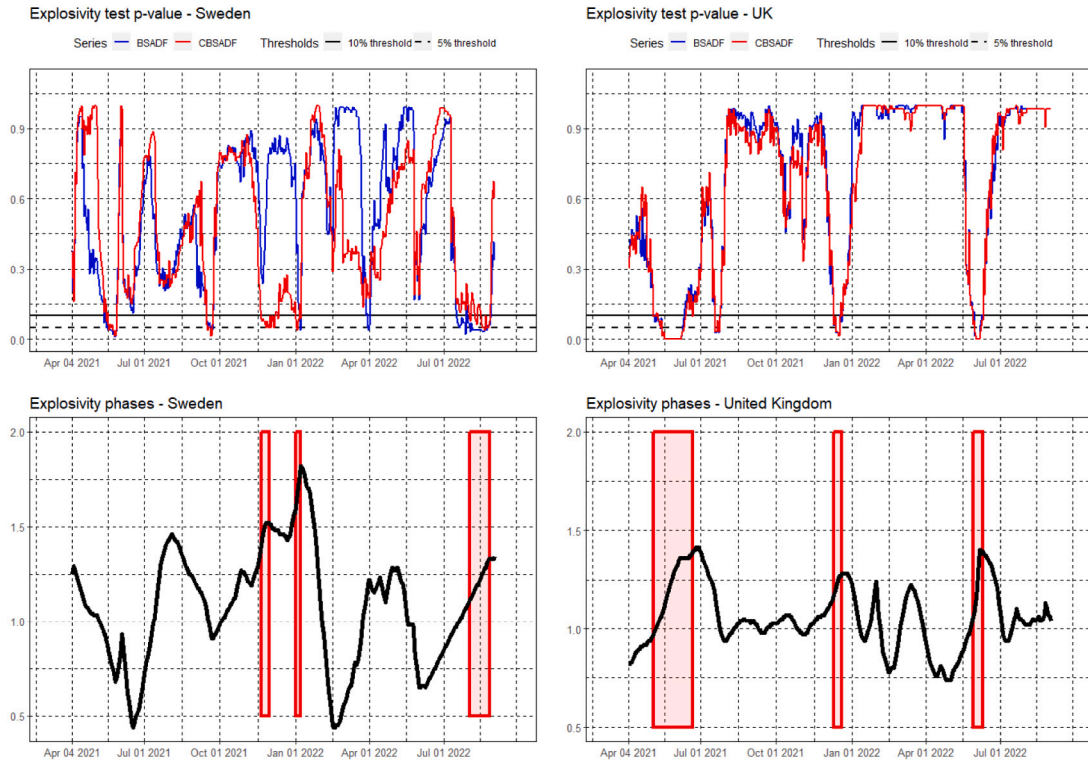 Explosivity test p-value - Sweden
Series BSADF CBSADF Thresholds 10% threshold 5% threshold
0.9
0.6
0.3
0.0
Apr 04 2021 Jul 01 2021 Oct 01 2021 Jan 01 2022 Apr 01 2022 Jul 01 2022
Explosivity test p-value - UK
Series BSADF CBSADF Thresholds 10% threshold 5% threshold
0.9
0.6
0.3
0.0
Apr 04 2021 Jul 01 2021 Oct 01 2021 Jan 01 2022 Apr 01 2022 Jul 01 2022
Explosivity phases - Sweden
2.0
1.5
1.0
0.5
Apr 04 2021 Jul 01 2021 Oct 01 2021 Jan 01 2022 Apr 01 2022 Jul 01 2022
Explosivity phases - United Kingdom
2.0
1.5
1.0
0.5
Apr 04 2021 Jul 01 2021 Oct 01 2021 Jan 01 2022 Apr 01 2022 Jul 01 2022